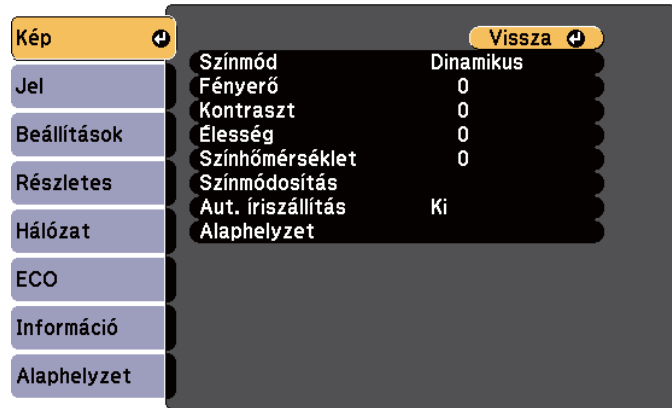 Kép
Jel
Beállítások
Részletes
Hálózat
ECO
Információ
Alaphelyzet
Vissza
Színmód Dinamikus
Fényerő 0
Kontraszt 0
Élesség 0
Színhőmérséklet 0
Színmódosítás
Aut. íriszállítás Ki
Alaphelyzet